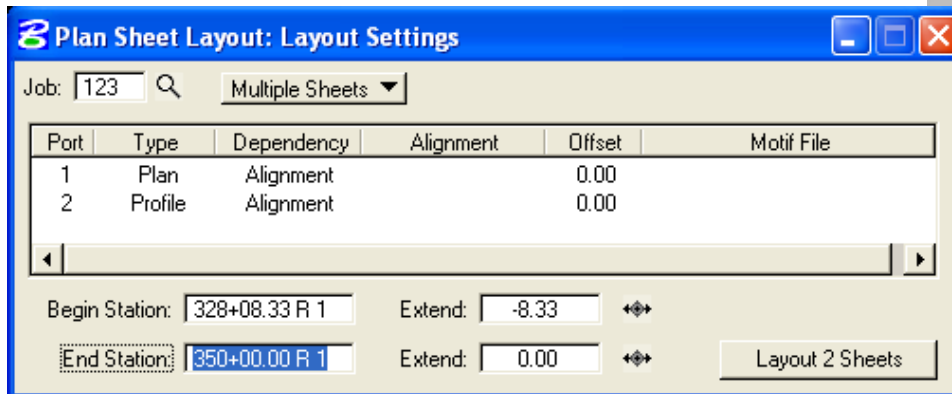 Plan Sheet Layout: Layout Settings
Job: 123 Multiple Sheets
Port Type Dependency Alignment Offset Motif File
1 Plan Alignment 0.00
2 Profile Alignment 0.00
Begin Station: 328+08.33 R 1 Extend: -8.33
End Station: 350+00.00 R 1 Extend: 0.00 Layout 2 Sheets